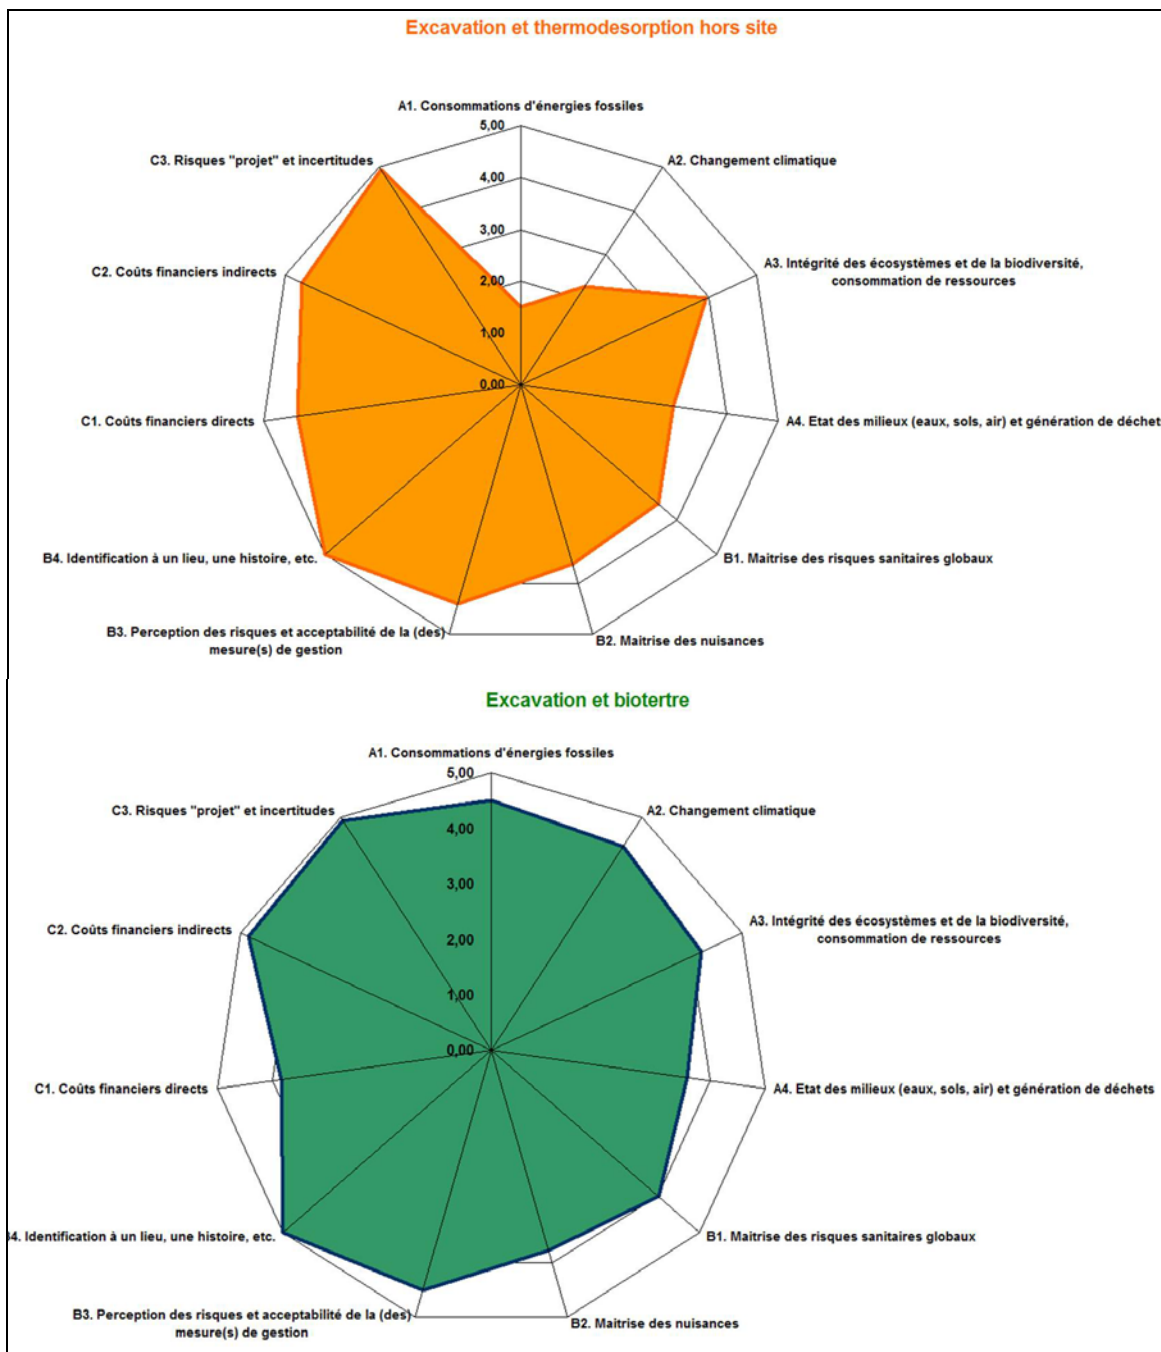 Excavation et thermodesorption hors site
A1. Consommations d'énergies fossiles
5,00
C3. Risques "projet" et incertitudes
A2. Changement climatique
4,00
3,00
C2. Coûts financiers indirects
A3. Intégrité des écosystèmes et de la biodiversité,
consommation de ressources
2,00
1,00
0,00
C1. Coûts financiers directs
A4. Etat des milieux (eaux, sols, air) et génération de déchets
B4. Identification à un lieu, une histoire, etc.
B1. Maitrise des risques sanitaires globaux
B3. Perception des risques et acceptabilité de la (des)
mesure(s) de gestion
B2. Maitrise des nuisances
Excavation et biotertre
A1. Consommations d'énergies fossiles
5,00
C3. Risques "projet" et incertitudes
A2. Changement climatique
4,00
3,00
C2. Coûts financiers indirects
A3. Intégrité des écosystèmes et de la biodiversité,
consommation de ressources
2,00
1,00
0,00
C1. Coûts financiers directs
A4. Etat des milieux (eaux, sols, air) et génération de déchets
34. Identification à un lieu, une histoire, etc.
B1. Maitrise des risques sanitaires globaux
B3. Perception des risques et acceptabilité de la (des)
mesure(s) de gestion
B2. Maitrise des nuisances